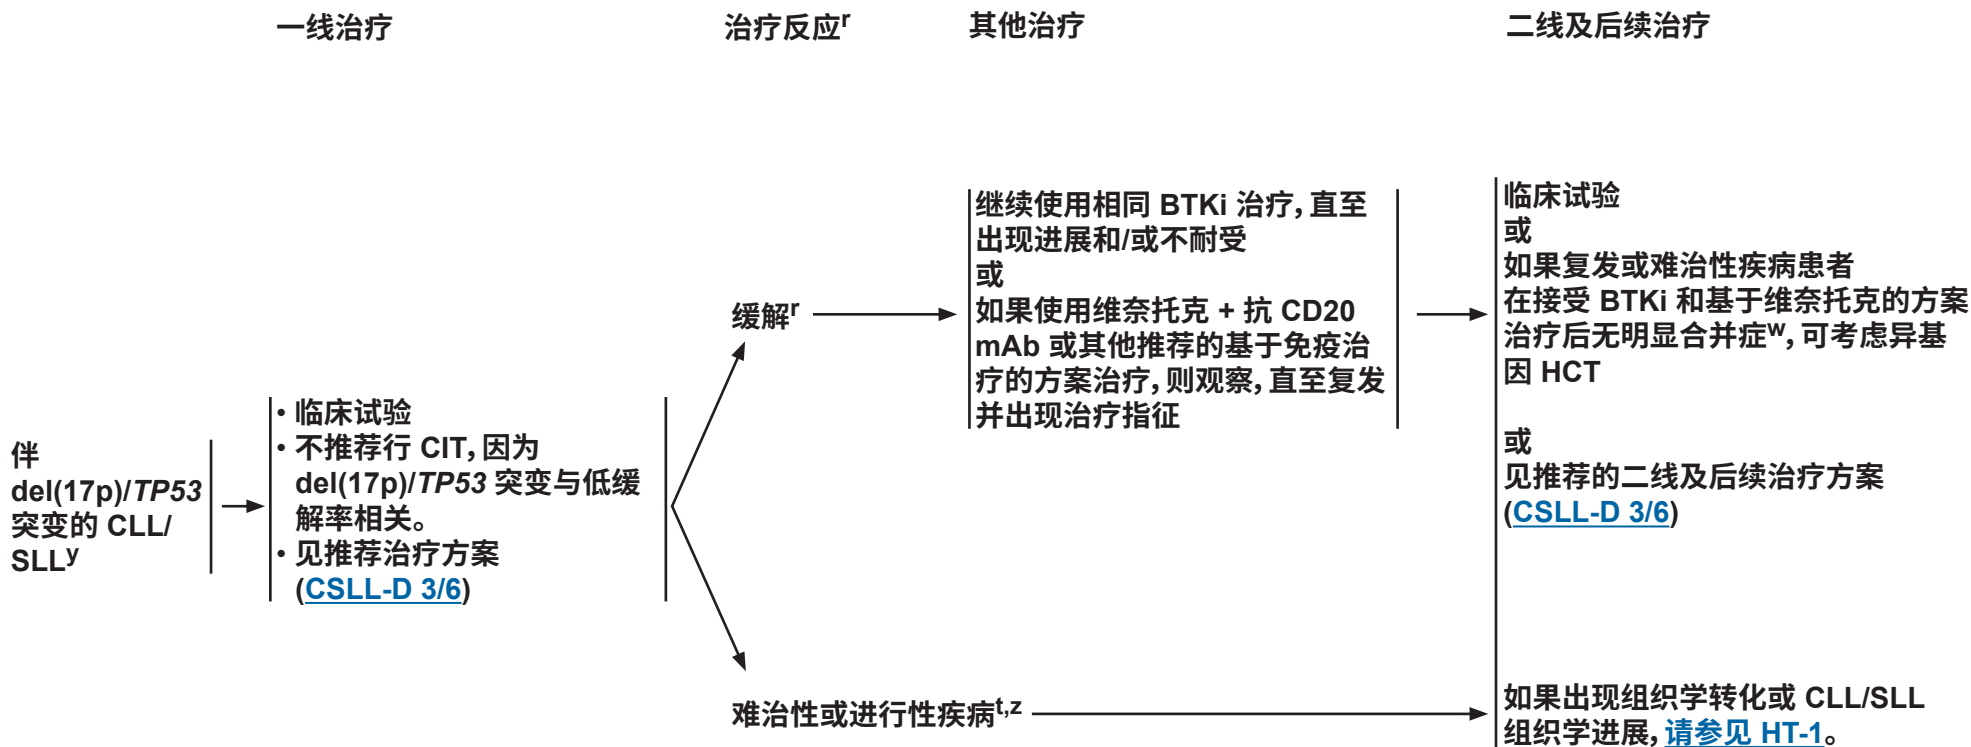 一线治疗
治疗反应r
其他治疗
二线及后续治疗
伴
del(17p)/TP53
突变的 CLL/
SLLy
• 临床试验
• 不推荐行 CIT，因为
del(17p)/TP53 突变与低缓
解率相关。
• 见推荐治疗方案
(CSLL-D 3/6)
缓解r
继续使用相同 BTKi 治疗，直至
出现进展和/或不耐受
或
如果使用维奈托克 + 抗 CD20
mAb 或其他推荐的基于免疫治
疗的方案治疗，则观察，直至复发
并出现治疗指征
临床试验
或
如果复发或难治性疾病患者
在接受 BTKi 和基于维奈托克的方案
治疗后无明显合并症w，可考虑异基
因 HCT
或
见推荐的二线及后续治疗方案
(CSLL-D 3/6)
难治性或进行性疾病t,z
如果出现组织学转化或 CLL/SLL
组织学进展，请参见 HT-1。